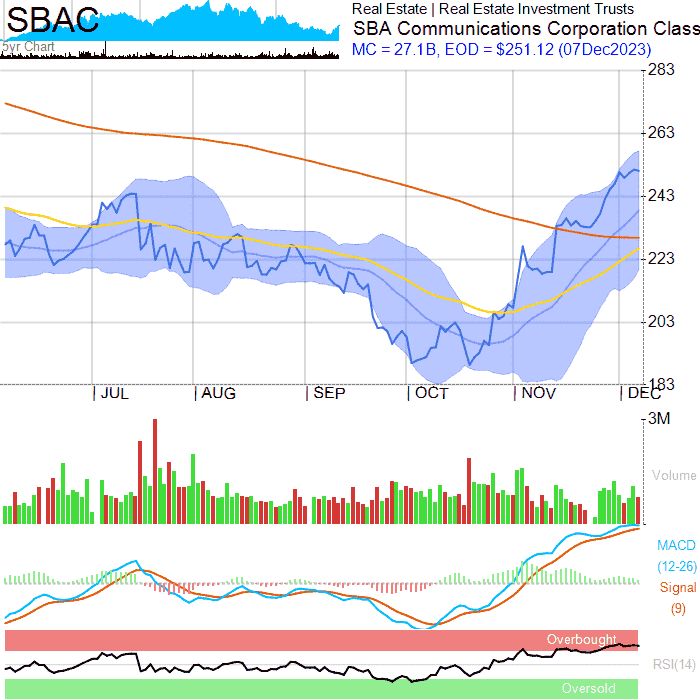 SBAC
5yr Chart
Real Estate | Real Estate Investment Trusts
SBA Communications Corporation Class
MC = 27.1B, EOD = $251.12 (07Dec2023)
283
263
243
223
203
183
JUL AUG SEP OCT NOV DEC
3M
Volume
MACD
(12-26)
Signal
(9)
Overbought
RSI(14)
Oversold